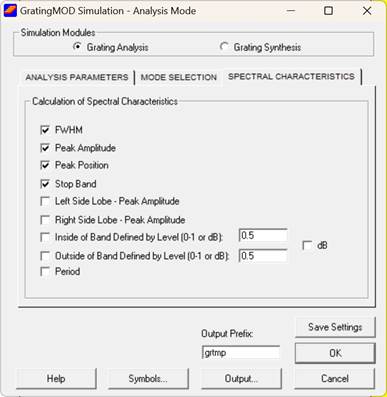 GratingMOD Simulation - Analysis Mode
Simulation Modules
Grating Analysis Grating Synthesis
ANALYSIS PARAMETERS MODE SELECTION SPECTRAL CHARACTERISTICS
Calculation of Spectral Characteristics
FWHM
Peak Amplitude
Peak Position
Stop Band
Left Side Lobe - Peak Amplitude
Right Side Lobe - Peak Amplitude
Inside of Band Defined by Level (0-1 or dB): 0.5
dB
Outside of Band Defined by Level (0-1 or dB): 0.5
Period
Save Settings
Output Prefix:
grtmp OK
Help Symbols... Output... Cancel